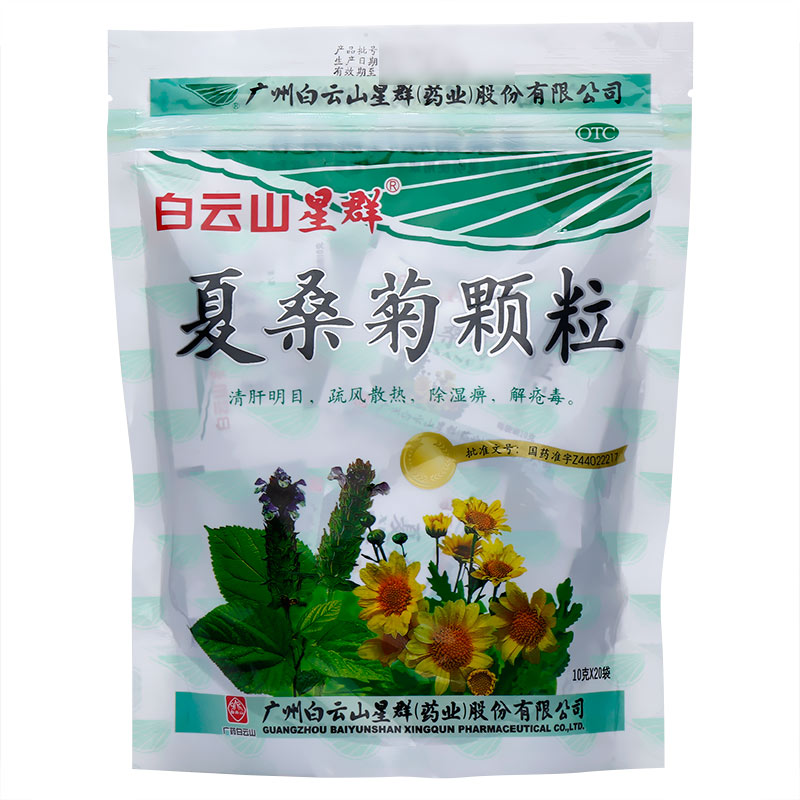 产品批号
生产日期
有效期至
广州白云山星群(药业)股份有限公司
OTC
白云山星群®
夏桑菊颗粒
清肝明目、疏风散热、除湿痹、解疮毒。
批准文号：国药准字Z44022217
10克X20袋
广药白云山
广州白云山星群(药业)股份有限公司
GUANGZHOU BAIYUNSHAN XINGQUN PHARMACEUTICAL CO.,LTD.